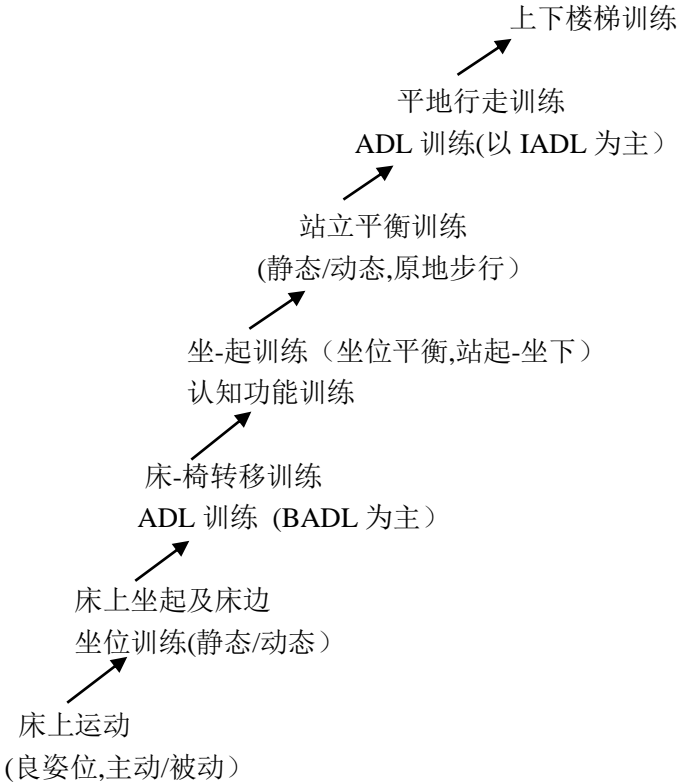 上下楼梯训练
平地行走训练
ADL 训练(以 IADL 为主）
站立平衡训练
(静态/动态,原地步行）
坐-起训练（坐位平衡,站起-坐下）
认知功能训练
床-椅转移训练
ADL 训练 (BADL 为主）
床上坐起及床边
坐位训练(静态/动态）
床上运动
(良姿位,主动/被动）